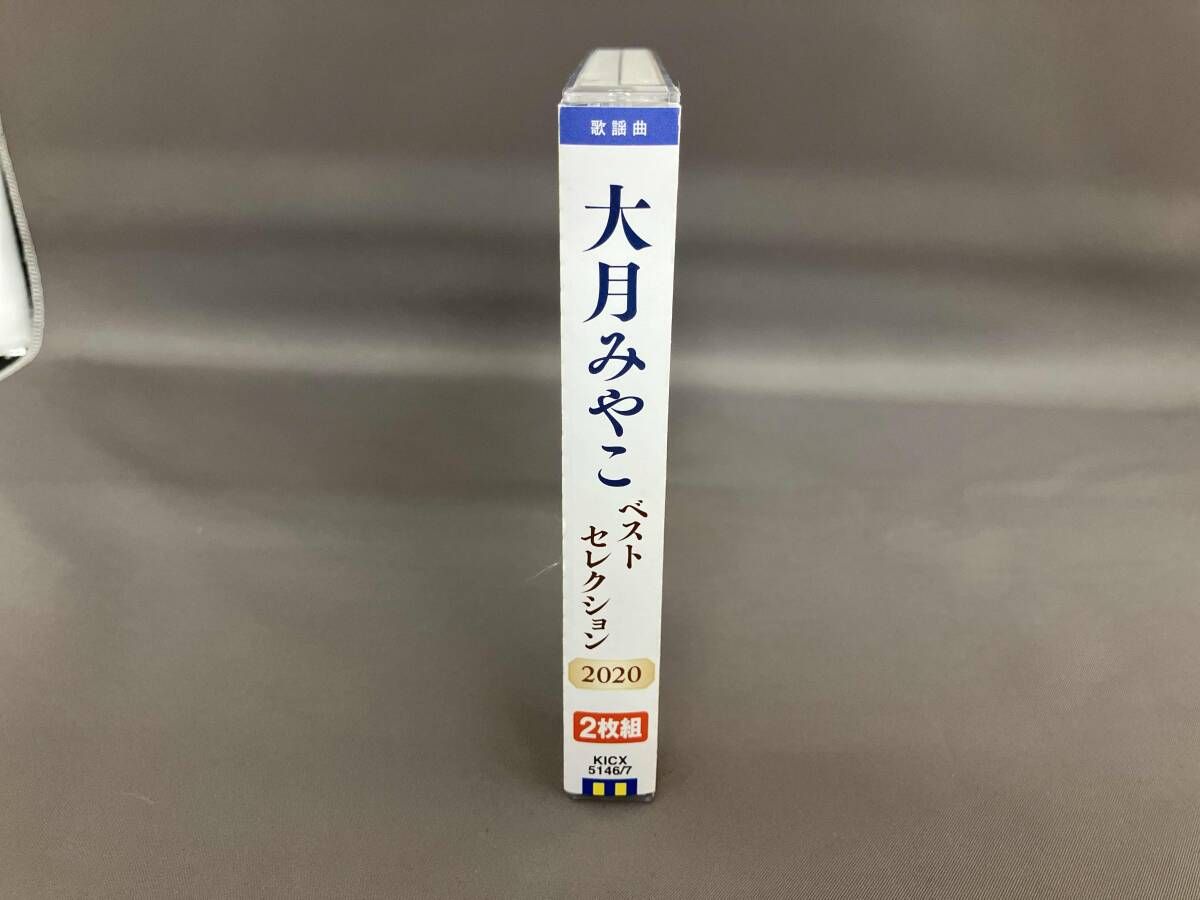 歌謡曲
大月みやこ
ベスト
セレクション
2020
2枚組
KICX
5146/7